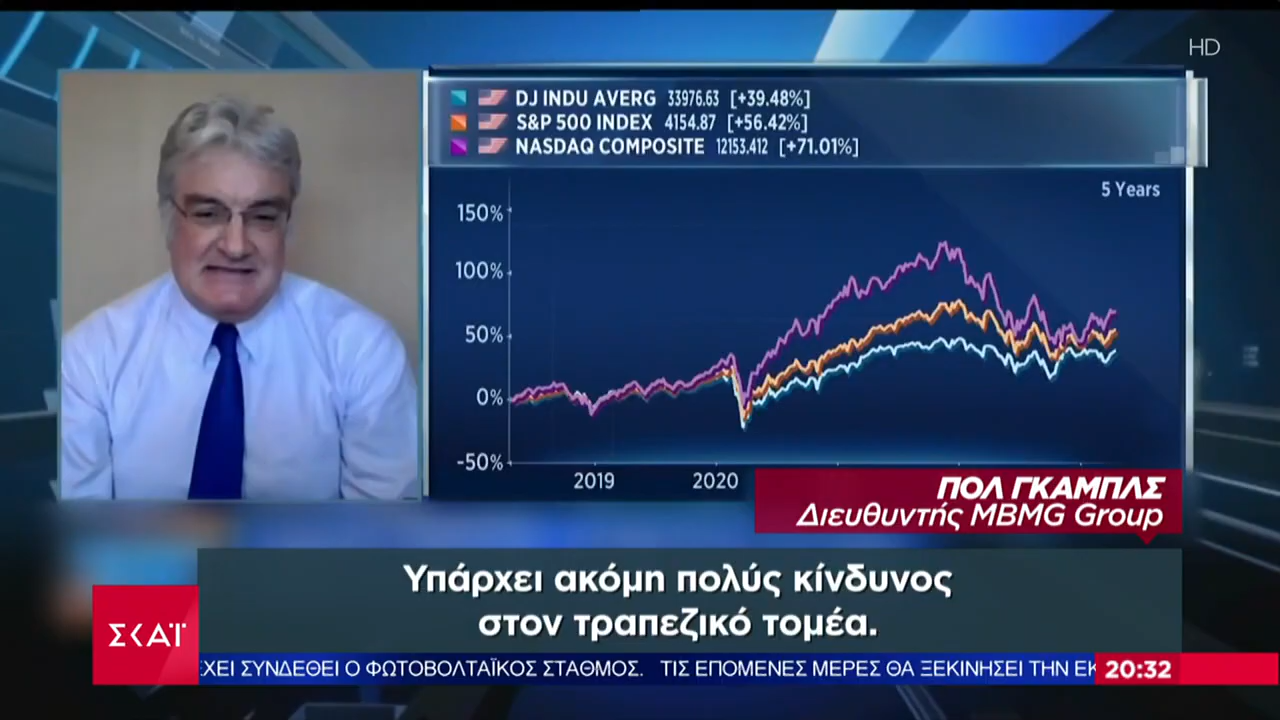 HD
DJ INDU AVERG 33976.63 [+39.48%]
S&P 500 INDEX 4154.87 [+56.42%]
NASDAQ COMPOSITE 12153.412 [+71.01%]
5 Years
150%
100%
50%
0%
-50%
2019 2020
ΠΟΛ ΓΚΑΜΠΛΣ
Διευθυντής MBMG Group
Υπάρχει ακόμη πολύς κίνδυνος
στον τραπεζικό τομέα.
ΣΚΑΪ
ΕΧΕΙ ΣΥΝΔΕΘΕΙ Ο ΦΩΤΟΒΟΛΤΑΪΚΟΣ ΣΤΑΘΜΟΣ. ΤΙΣ ΕΠΟΜΕΝΕΣ ΜΕΡΕΣ ΘΑ ΞΕΚΙΝΗΣΕΙ ΤΗΝ ΕΚ
20:32